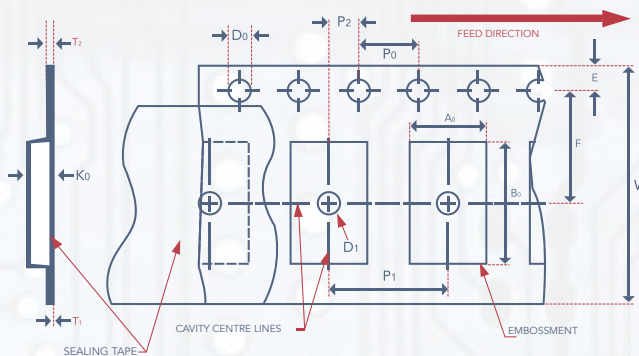 FEED DIRECTION
P2
D0
P0
T2
E
A0
F
K0
B0
W
D1
P1
T1
CAVITY CENTRE LINES
EMBOSSMENT
SEALING TAPE